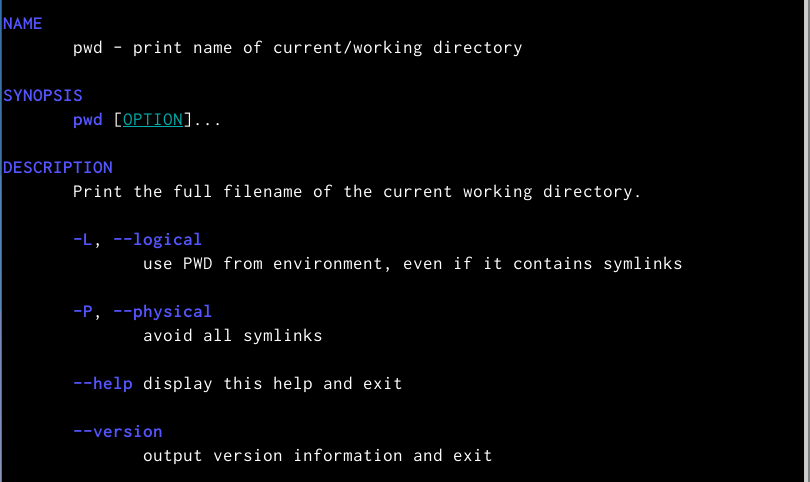 NAME
pwd - print name of current/working directory
SYNOPSIS
pwd [OPTION]...
DESCRIPTION
Print the full filename of the current working directory.
-L, --logical
use PWD from environment, even if it contains symlinks
-P, --physical
avoid all symlinks
--help display this help and exit
--version
output version information and exit